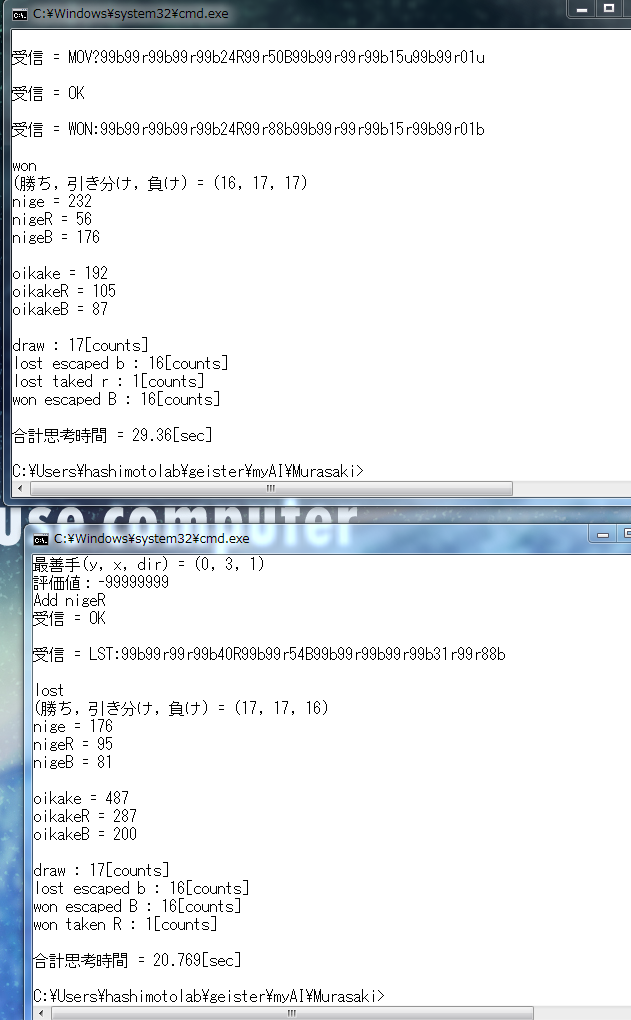 C:¥Windows¥system32¥cmd.exe
受信 = MOV?99b99r99b99r99b24R99r50B99b99r99r99b15u99b99r01u
受信 = OK
受信 = WON:99b99r99b99r99b24R99r88b99b99r99r99b15r99b99r01b
won
(勝ち, 引き分け, 負け) = (16, 17, 17)
nige = 232
nigeR = 56
nigeB = 176
oikake = 192
oikakeR = 105
oikakeB = 87
draw : 17[counts]
lost escaped b : 16[counts]
lost taked r : 1[counts]
won escaped B : 16[counts]
合計思考時間 = 29.36[sec]
C:¥Users¥hashimotolab¥geister¥myAI¥Murasaki>
use computer
C:¥Windows¥system32¥cmd.exe
最善手(y, x, dir) = (0, 3, 1)
評価値 : -99999999
Add nigeR
受信 = OK
受信 = LST:99b99r99r99b40R99b99r54B99b99r99b99r99b31r99r88b
lost
(勝ち, 引き分け, 負け) = (17, 17, 16)
nige = 176
nigeR = 95
nigeB = 81
oikake = 487
oikakeR = 287
oikakeB = 200
draw : 17[counts]
lost escaped b : 16[counts]
won escaped B : 16[counts]
won taken R : 1[counts]
合計思考時間 = 20.769[sec]
C:¥Users¥hashimotolab¥geister¥myAI¥Murasaki>